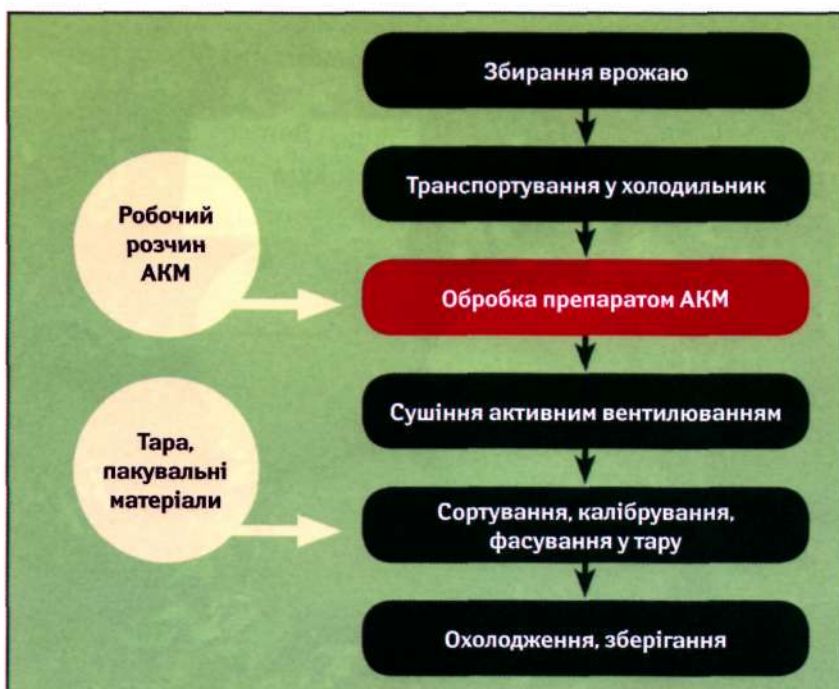 Збирання врожаю
Транспортування у холодильник
Робочий
розчин
АКМ
Обробка препаратом АКМ
Сушіння активним вентилюванням
Тара,
пакувальні
матеріали
Сортування, калібрування,
фасування у тару
Охолодження, зберігання